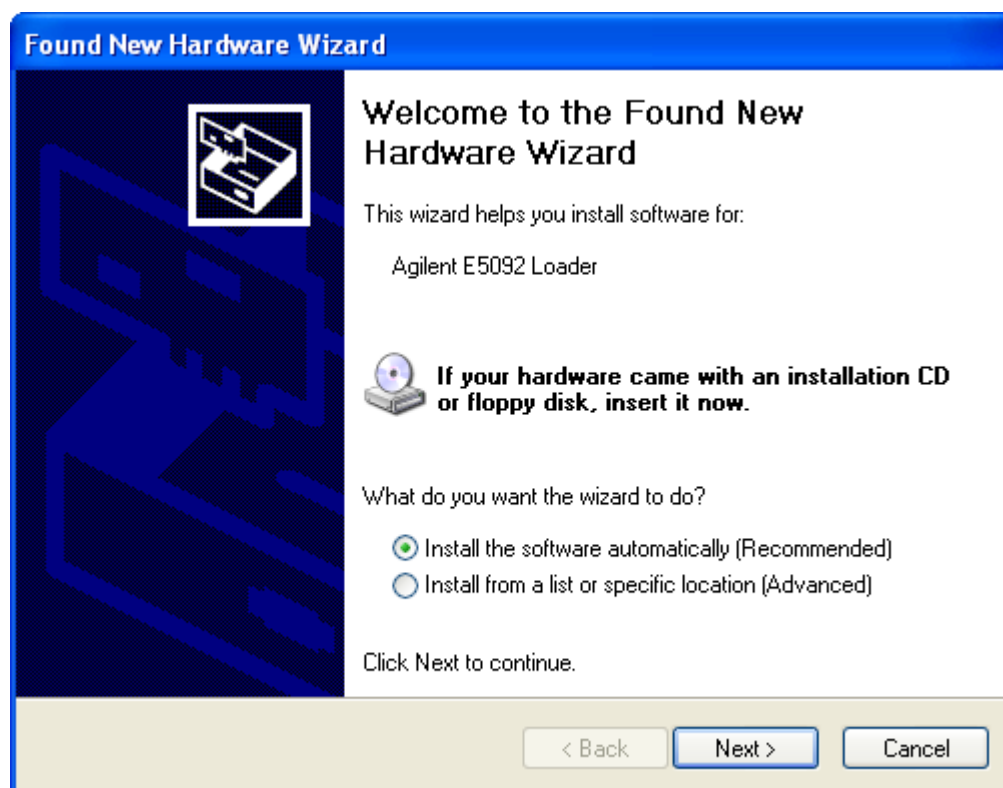 Found New Hardware Wizard
Welcome to the Found New
Hardware Wizard
This wizard helps you install software for:
Agilent E5092 Loader
If your hardware came with an installation CD
or floppy disk, insert it now.
What do you want the wizard to do?
Install the software automatically (Recommended)
Install from a list or specific location (Advanced)
Click Next to continue.
< Back
Next >
Cancel